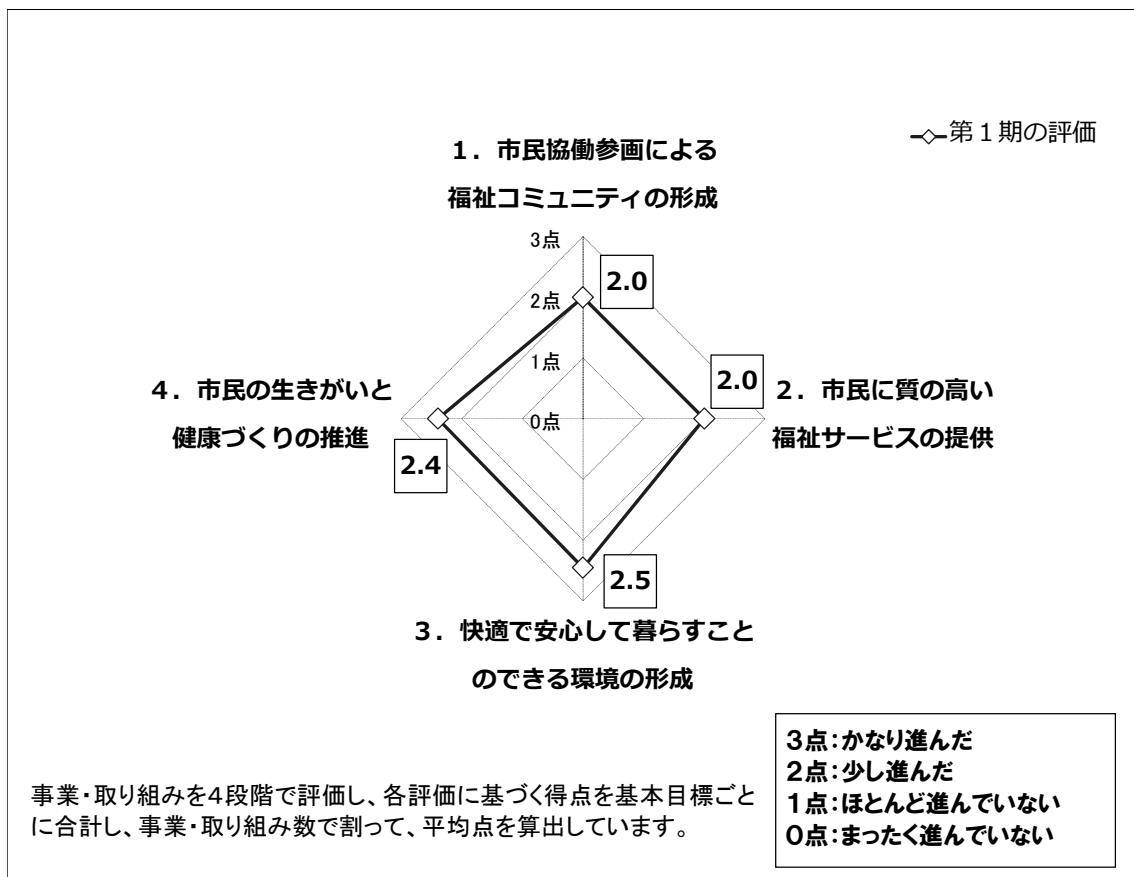 第１期の評価
１．市民協働参画による
福祉コミュニティの形成
3点
2.0
2点
1点
0点
2.0
２．市民に質の高い
福祉サービスの提供
４．市民の生きがいと
健康づくりの推進
2.4
2.5
３．快適で安心して暮らすこと
のできる環境の形成
3点：かなり進んだ
2点：少し進んだ
1点：ほとんど進んでいない
0点：まったく進んでいない
事業・取り組みを4段階で評価し、各評価に基づく得点を基本目標ごと
に合計し、事業・取り組み数で割って、平均点を算出しています。